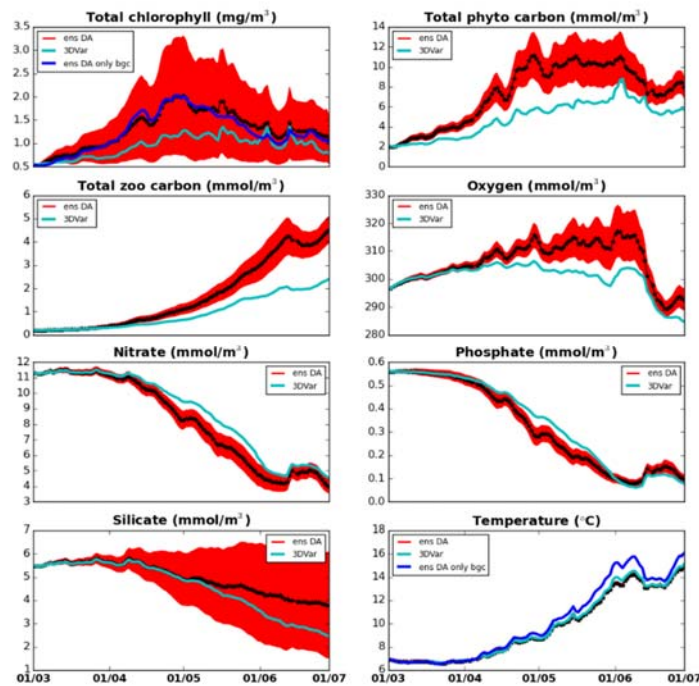 Total chlorophyll (mg/m³)
3.5
3.0
2.5
2.0
1.5
1.0
0.5
ens DA
3DVar
ens DA only bgc
Total phyto carbon (mmol/m³)
14
12
10
8
6
4
2
0
ens DA
3DVar
Total zoo carbon (mmol/m³)
6
5
4
3
2
1
0
ens DA
3DVar
Oxygen (mmol/m³)
330
320
310
300
290
280
ens DA
3DVar
Nitrate (mmol/m³)
12
11
10
9
8
7
6
5
4
3
ens DA
3DVar
Phosphate (mmol/m³)
0.6
0.5
0.4
0.3
0.2
0.1
0.0
ens DA
3DVar
Silicate (mmol/m³)
7
6
5
4
3
2
1
ens DA
3DVar
01/03 01/04 01/05 01/06 01/07
Temperature (°C)
18
16
14
12
10
8
6
ens DA
3DVar
ens DA only bgc
01/03 01/04 01/05 01/06 01/07